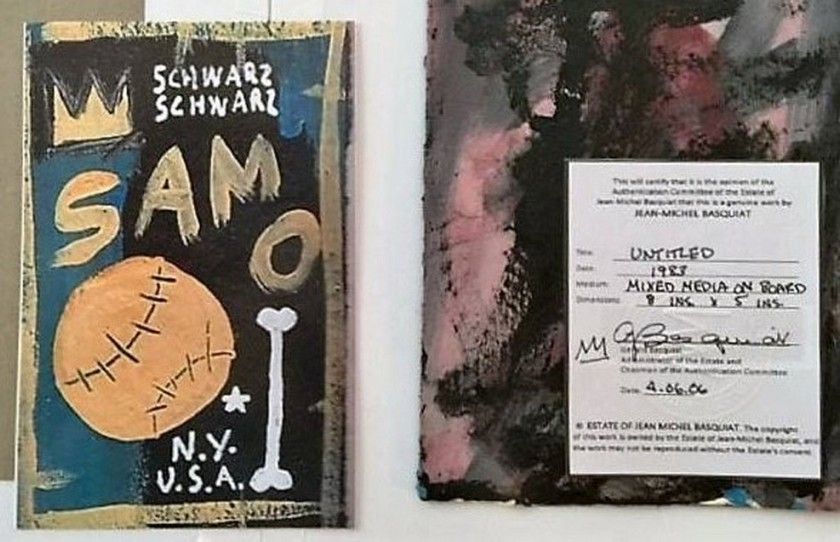 SCHWARZ
SCHWARZ
SAMO
N.Y.
U.S.A.
This will certify that it is the opinion of the
Authentication Committee of the Estate of
Jean-Michel Basquiat that this is a genuine work by
JEAN-MICHEL BASQUIAT
Title: UNTITLED
Date: 1983
Medium: MIXED MEDIA ON BOARD
Dimensions: 8 INS. X 5 INS.
Gerard Basquiat
Administrator of the Estate and
Chairman of the Authentication Committee
Date: 4.06.06
© ESTATE OF JEAN MICHEL BASQUIAT. The copyright
of this work is owned by the Estate of Jean-Michel Basquiat, and
the work may not be reproduced without the Estate's consent.